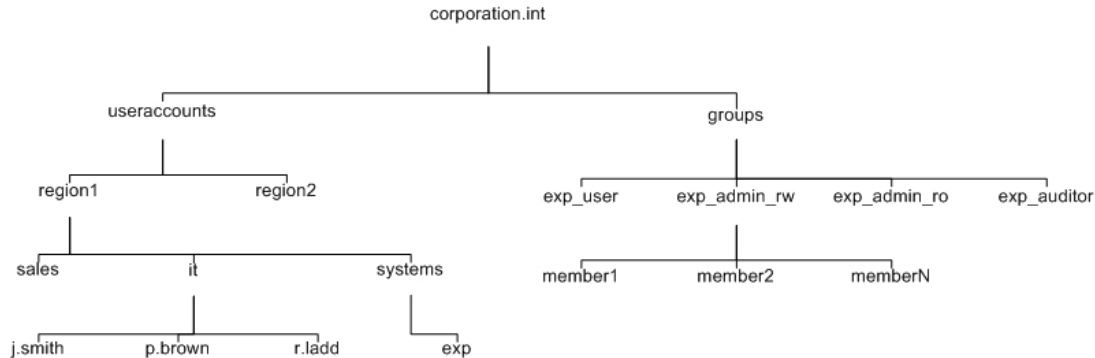 corporation.int
useraccounts groups
region1 region2 exp_user exp_admin_rw exp_admin_ro exp_auditor
sales it systems member1 member2 memberN
j.smith p.brown r.ladd exp